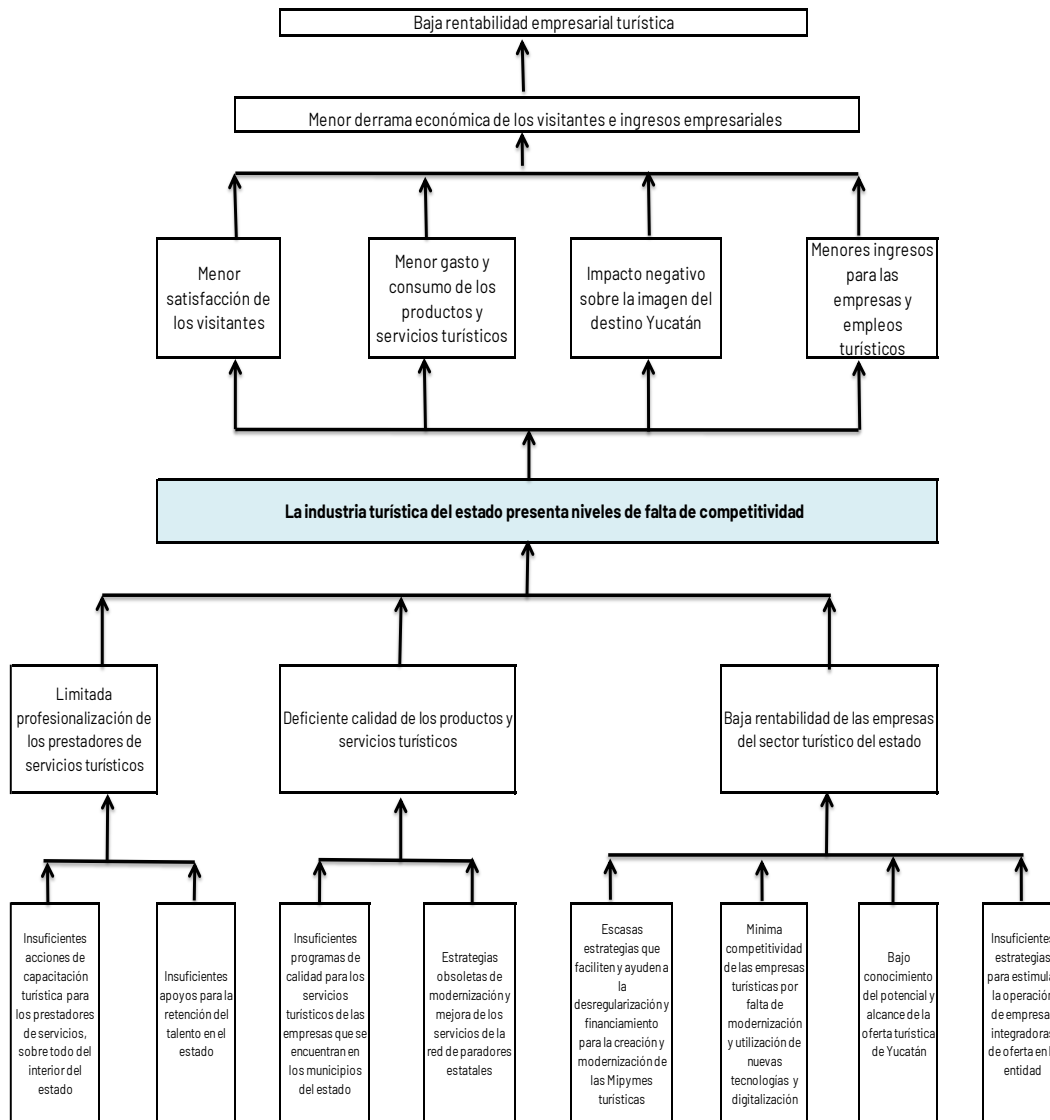 Baja rentabilidad empresarial turística
Menor derrama económica de los visitantes e ingresos empresariales
Menor
satisfacción de
los visitantes
Menor gasto y
consumo de los
productos y
servicios turísticos
Impacto negativo
sobre la imagen del
destino Yucatán
Menores ingresos
para las
empresas y
empleos
turísticos
La industria turística del estado presenta niveles de falta de competitividad
Limitada
profesionalización de
los prestadores de
servicios turísticos
Deficiente calidad de los productos y
servicios turísticos
Baja rentabilidad de las empresas
del sector turístico del estado
Insuficientes
acciones de
capacitación
turística para
los prestadores
de servicios,
sobre todo del
interior del
estado
Insuficientes
apoyos para la
retención del
talento en el
estado
Insuficientes
programas de
calidad para los
servicios
turísticos de las
empresas que se
encuentran en
los municipios
del estado
Estrategias
obsoletas de
modernización y
mejora de los
servicios de la
red de paradores
estatales
Escasas
estrategias que
faciliten y ayuden a
la
desregularización y
financiamiento
para la creación y
modernización de
las Mipymes
turísticas
Minima
competitividad
de las empresas
turísticas por
falta de
modernización
y utilización de
nuevas
tecnologías y
digitalización
Bajo
conocimiento
del potencial y
alcance de la
oferta turística
de Yucatán
estrategias
para
la operación
de
de oferta en
entidad